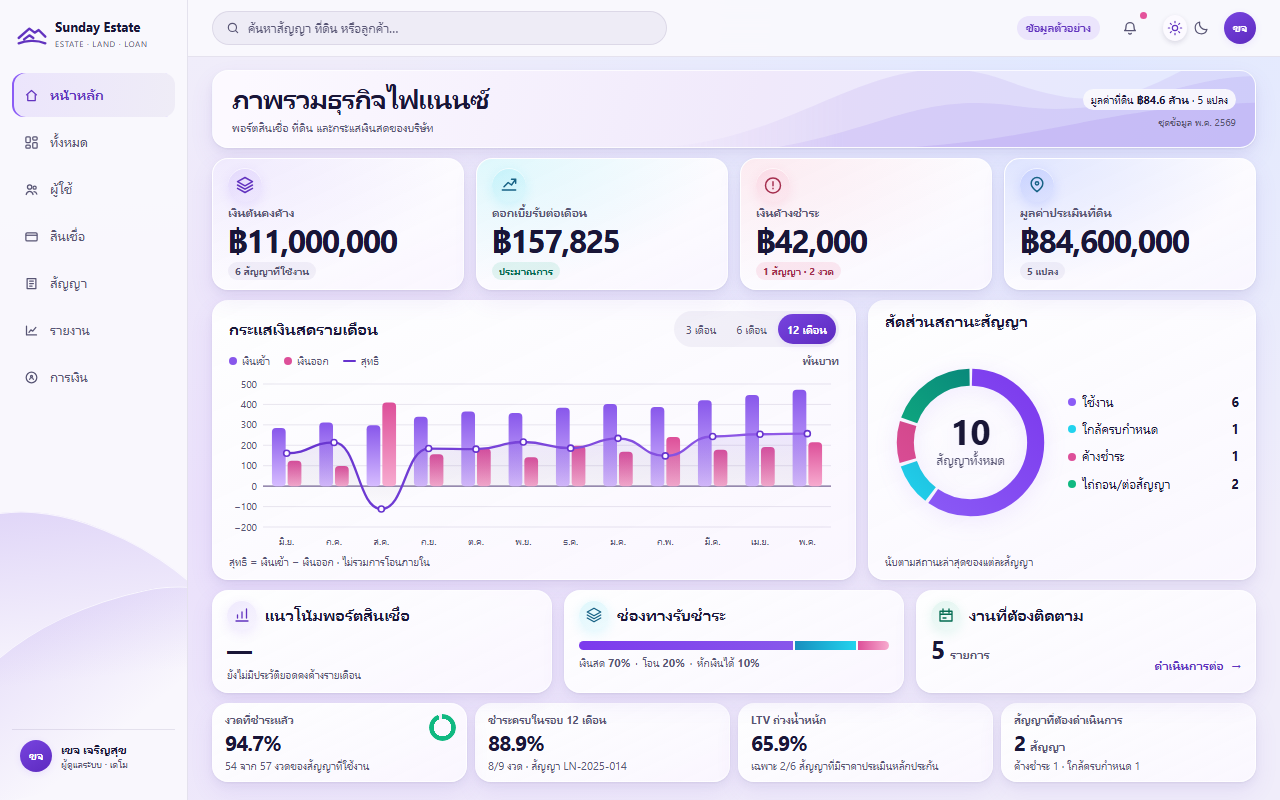 Sunday Estate
ESTATE · LAND · LOAN
หน้าหลัก
ทั้งหมด
ผู้ใช้
สินเชื่อ
สัญญา
รายงาน
การเงิน
ขจ
เขจ เจริญสุข
ผู้ดูแลระบบ · เดโม
ค้นหาสัญญา ที่ดิน หรือลูกค้า...
ข้อมูลตัวอย่าง
ขจ
ภาพรวมธุรกิจไฟแนนซ์
พอร์ตสินเชื่อ ที่ดิน และกระแสเงินสดของบริษัท
มูลค่าที่ดิน ฿84.6 ล้าน · 5 แปลง
ชุดข้อมูล พ.ค. 2569
เงินต้นคงค้าง
฿11,000,000
6 สัญญาที่ใช้งาน
ดอกเบี้ยรับต่อเดือน
฿157,825
ประมาณการ
เงินค้างชำระ
฿42,000
1 สัญญา · 2 งวด
มูลค่าประเมินที่ดิน
฿84,600,000
5 แปลง
กระแสเงินสดรายเดือน
3 เดือน 6 เดือน 12 เดือน
เงินเข้า เงินออก สุทธิ พันบาท
500
400
300
200
100
0
−100
−200
มิ.ย. ก.ค. ส.ค. ก.ย. ต.ค. พ.ย. ธ.ค. ม.ค. ก.พ. มี.ค. เม.ย. พ.ค.
สุทธิ = เงินเข้า − เงินออก · ไม่รวมการโอนภายใน
สัดส่วนสถานะสัญญา
10
สัญญาทั้งหมด
ใช้งาน 6
ใกล้ครบกำหนด 1
ค้างชำระ 1
ไถ่ถอน/ต่อสัญญา 2
นับตามสถานะล่าสุดของแต่ละสัญญา
แนวโน้มพอร์ตสินเชื่อ
—
ยังไม่มีประวัติยอดคงค้างรายเดือน
ช่องทางรับชำระ
เงินสด 70% · โอน 20% · หักเงินได้ 10%
งานที่ต้องติดตาม
5 รายการ
ดำเนินการต่อ →
งวดที่ชำระแล้ว
94.7%
54 จาก 57 งวดของสัญญาที่ใช้งาน
ชำระครบในรอบ 12 เดือน
88.9%
8/9 งวด · สัญญา LN-2025-014
LTV ถ่วงน้ำหนัก
65.9%
เฉพาะ 2/6 สัญญาที่มีราคาประเมินหลักประกัน
สัญญาที่ต้องดำเนินการ
2 สัญญา
ค้างชำระ 1 · ใกล้ครบกำหนด 1